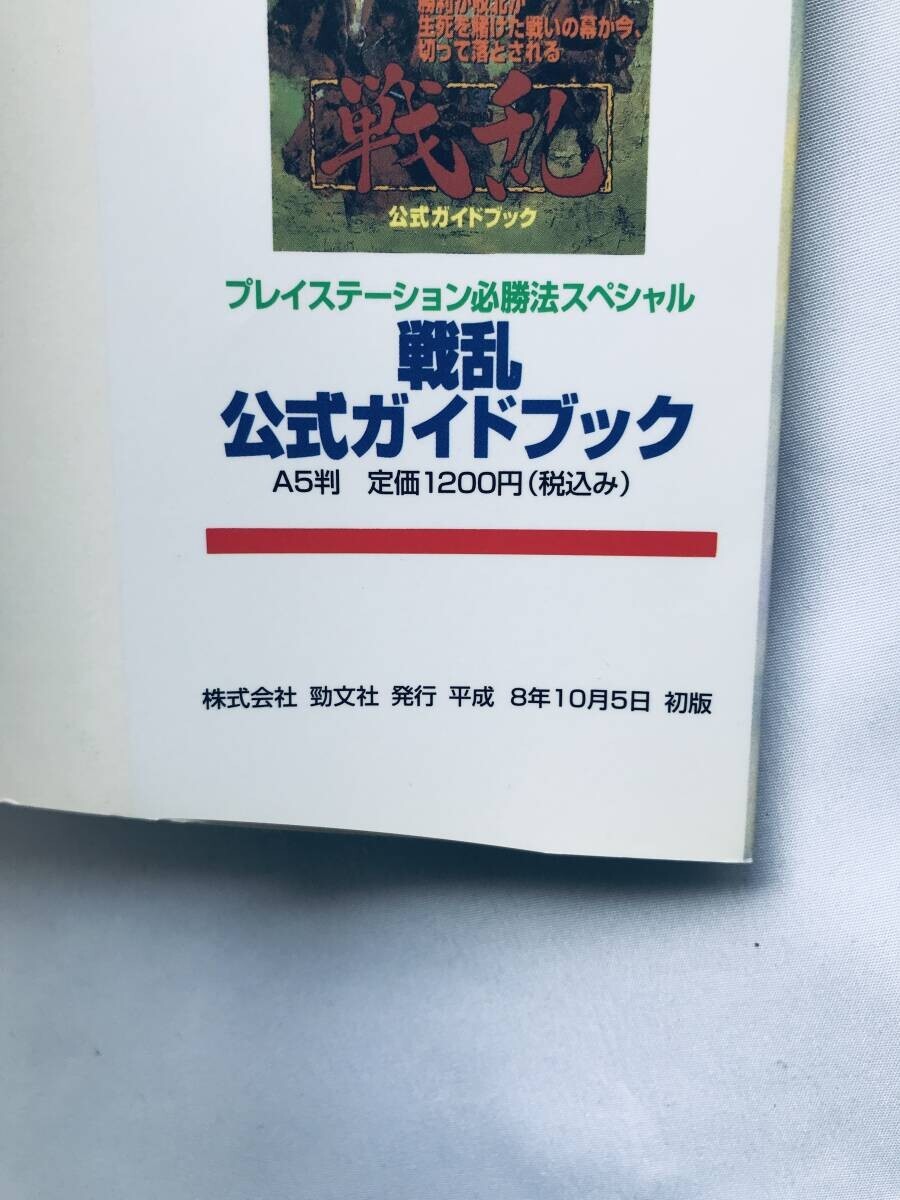 勝利か敗北か
生死を賭けた戦いの幕が今、
切って落とされる
戦乱
公式ガイドブック
プレイステーション必勝法スペシャル
戦乱
公式ガイドブック
A5判 定価1200円(税込み)
株式会社 勁文社 発行 平成 8年10月5日 初版